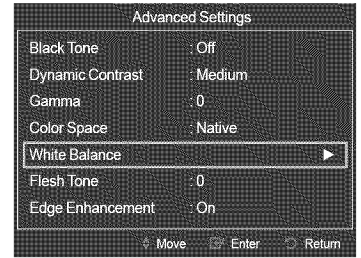 Advanced Settings
Black Tone : Off
Dynamic Contrast : Medium
Gamma : 0
Color Space : Native
White Balance ►
Flesh Tone : 0
Edge Enhancement : On
Move Enter Return